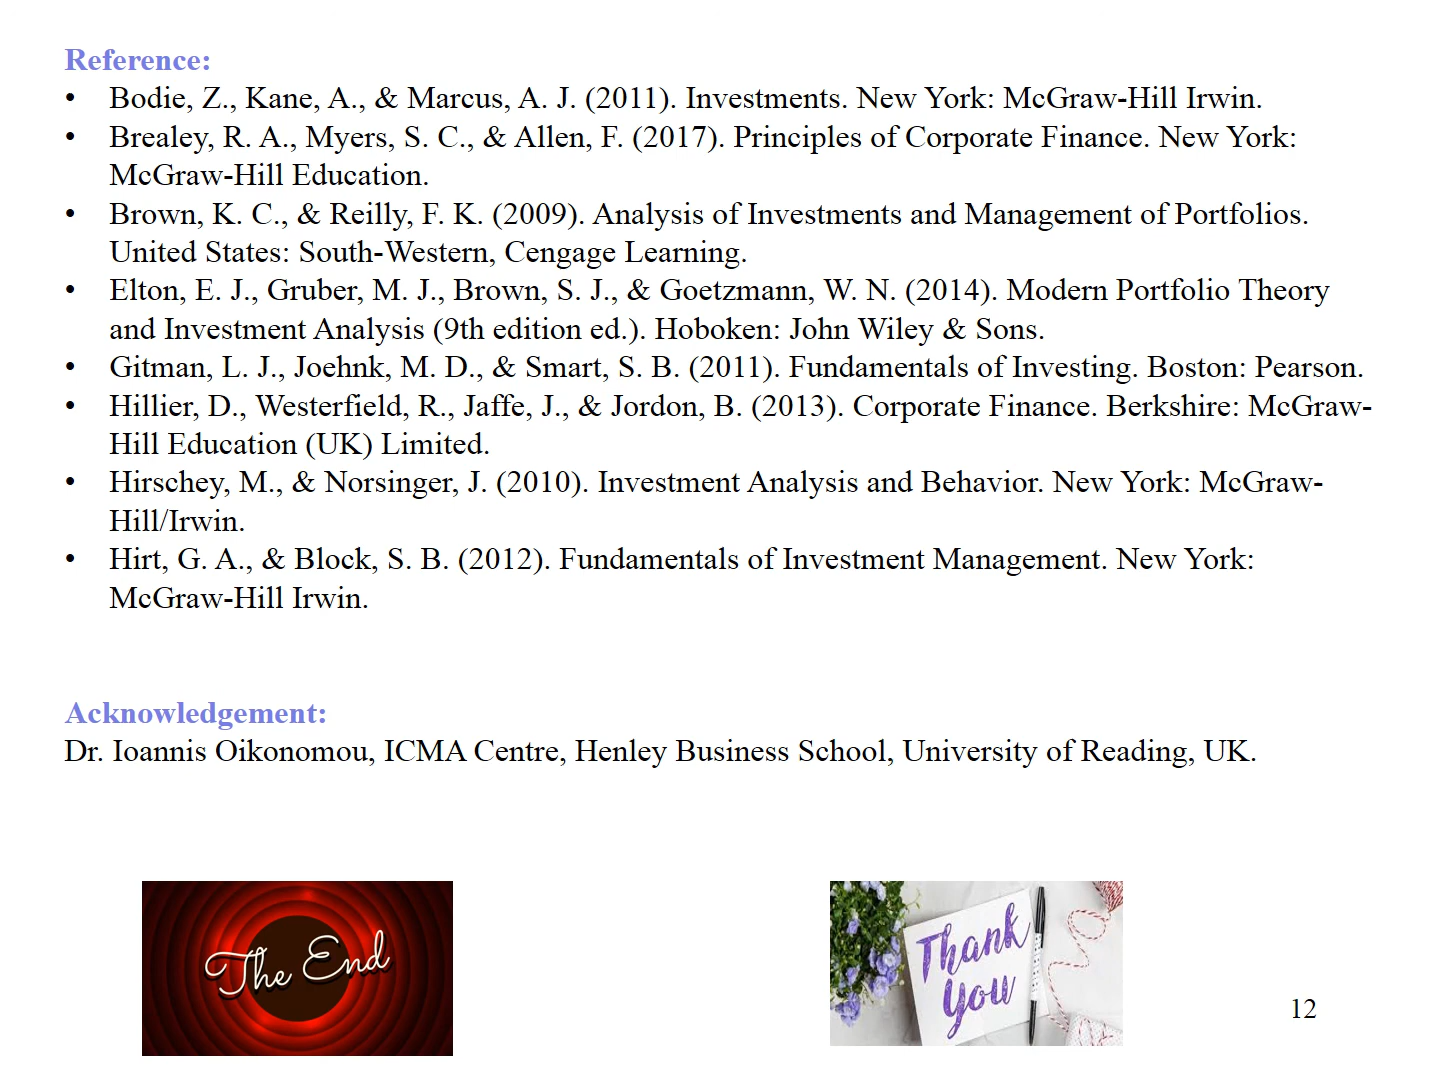 Reference:
• Bodie, Z., Kane, A., & Marcus, A. J. (2011). Investments. New York: McGraw-Hill Irwin.
• Brealey, R. A., Myers, S. C., & Allen, F. (2017). Principles of Corporate Finance. New York:
McGraw-Hill Education.
• Brown, K. C., & Reilly, F. K. (2009). Analysis of Investments and Management of Portfolios.
United States: South-Western, Cengage Learning.
• Elton, E. J., Gruber, M. J., Brown, S. J., & Goetzmann, W. N. (2014). Modern Portfolio Theory
and Investment Analysis (9th edition ed.). Hoboken: John Wiley & Sons.
• Gitman, L. J., Joehnk, M. D., & Smart, S. B. (2011). Fundamentals of Investing. Boston: Pearson.
• Hillier, D., Westerfield, R., Jaffe, J., & Jordon, B. (2013). Corporate Finance. Berkshire: McGraw-
Hill Education (UK) Limited.
• Hirschey, M., & Norsinger, J. (2010). Investment Analysis and Behavior. New York: McGraw-
Hill/Irwin.
• Hirt, G. A., & Block, S. B. (2012). Fundamentals of Investment Management. New York:
McGraw-Hill Irwin.
Acknowledgement:
Dr. Ioannis Oikonomou, ICMA Centre, Henley Business School, University of Reading, UK.
The End
Thank
You
12